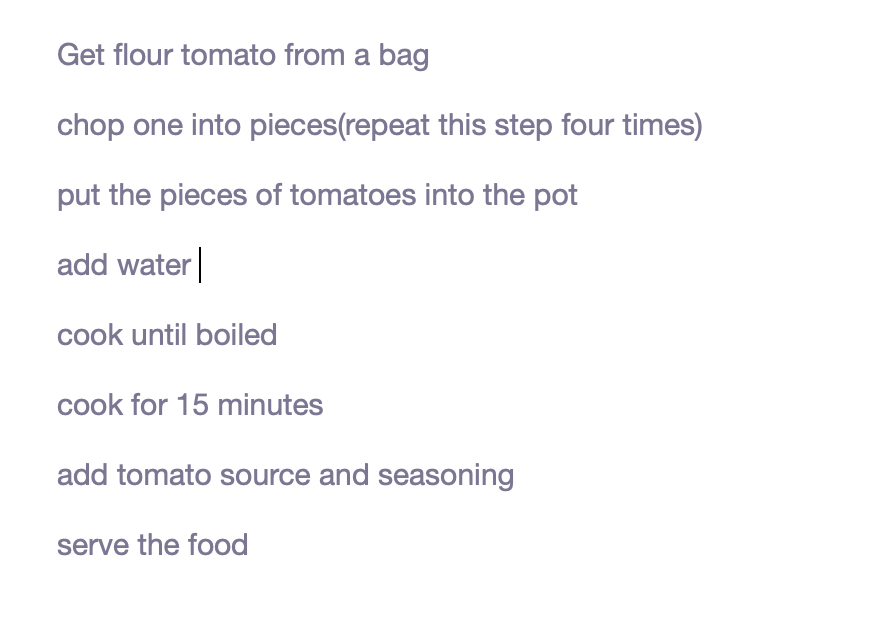 Get flour tomato from a bag
chop one into pieces(repeat this step four times)
put the pieces of tomatoes into the pot
add water
cook until boiled
cook for 15 minutes
add tomato source and seasoning
serve the food